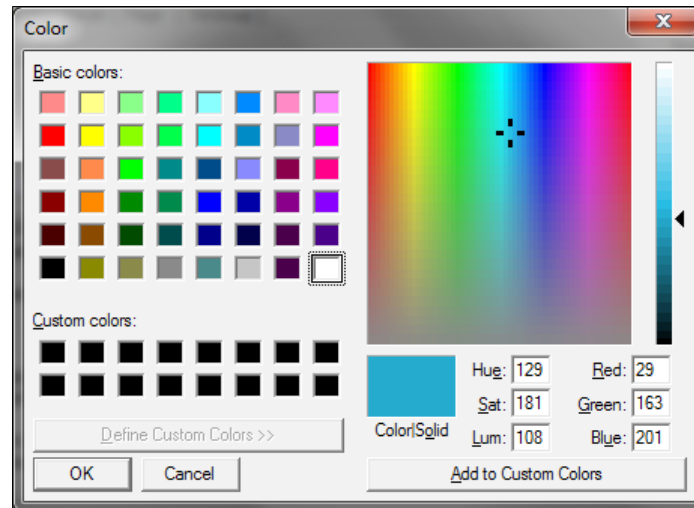 Color
Basic colors:
Custom colors:
Define Custom Colors >>
OK Cancel
Color|Solid
Hue: 129 Red: 29
Sat: 181 Green: 163
Lum: 108 Blue: 201
Add to Custom Colors